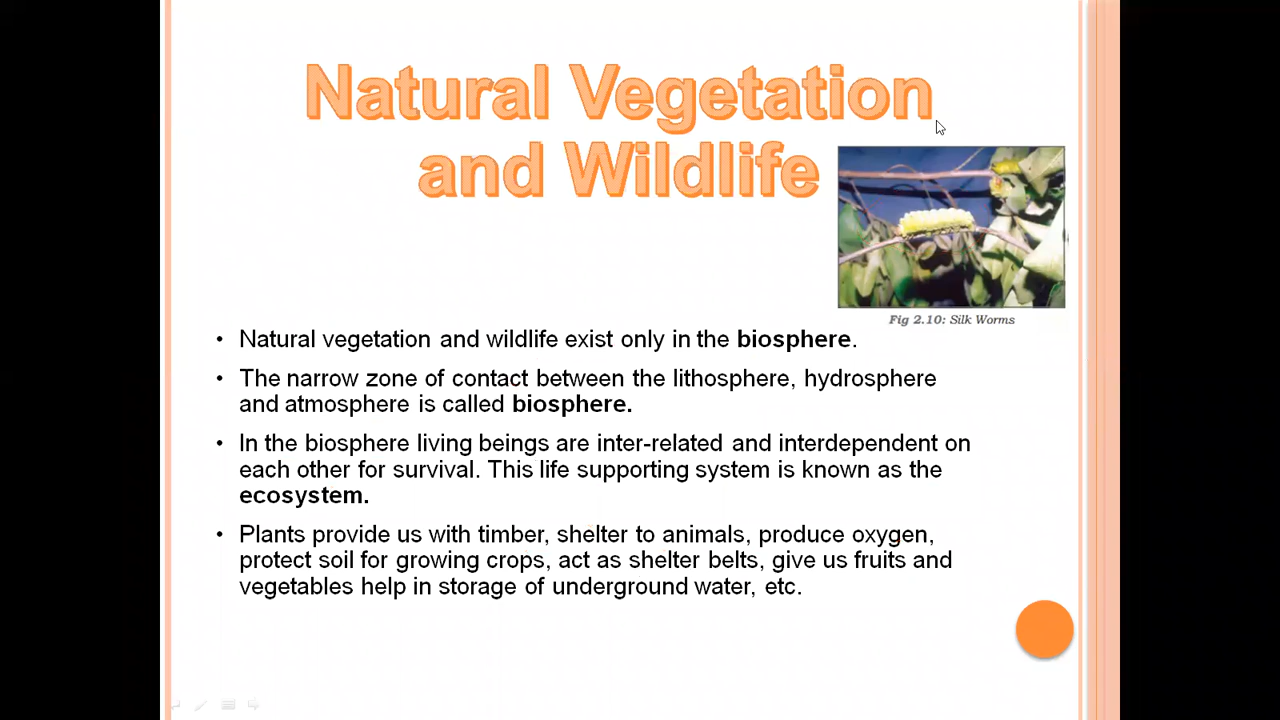 Natural Vegetation
and Wildlife
Fig 2.10: Silk Worms
• Natural vegetation and wildlife exist only in the biosphere.
• The narrow zone of contact between the lithosphere, hydrosphere
and atmosphere is called biosphere.
• In the biosphere living beings are inter-related and interdependent on
each other for survival. This life supporting system is known as the
ecosystem.
• Plants provide us with timber, shelter to animals, produce oxygen,
protect soil for growing crops, act as shelter belts, give us fruits and
vegetables help in storage of underground water, etc.